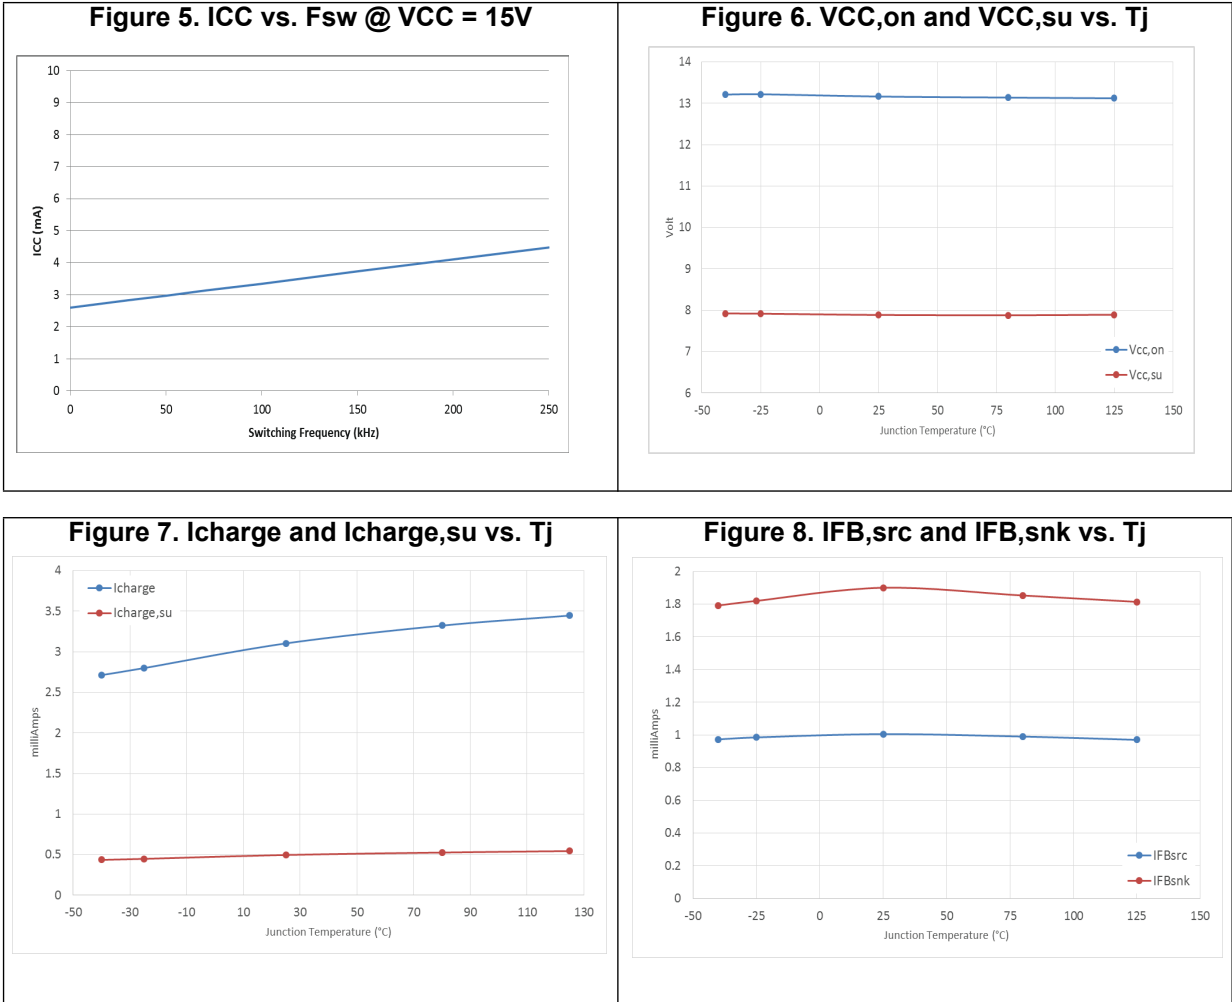 Figure 5. ICC vs. Fsw @ VCC = 15V
10
9
8
7
6
5
4
3
2
1
0
ICC (mA)
0 50 100 150 200 250
Switching Frequency (kHz)
Figure 6. VCC,on and VCC,su vs. Tj
14
13
12
11
10
9
8
7
6
Volt
Vcc,on
Vcc,su
-50 -25 0 25 50 75 100 125 150
Junction Temperature (°C)
Figure 7. Icharge and Icharge,su vs. Tj
4
3.5
3
2.5
2
1.5
1
0.5
0
milliAmps
Icharge
Icharge,su
-50 -30 -10 10 30 50 70 90 110 130
Junction Temperature (°C)
Figure 8. IFB,src and IFB,snk vs. Tj
2
1.8
1.6
1.4
1.2
1
0.8
0.6
0.4
0.2
0
milliAmps
IFBsrc
IFBsnk
-50 -25 0 25 50 75 100 125 150
Junction Temperature (°C)